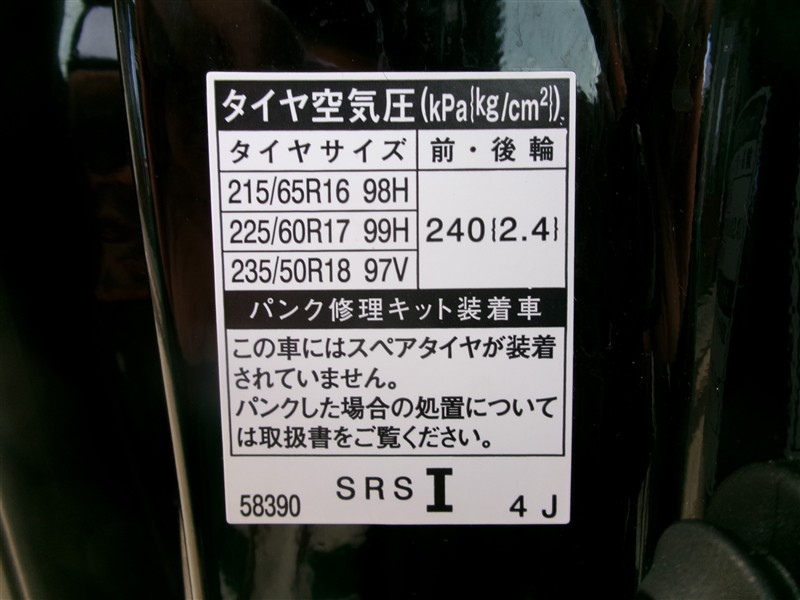 タイヤ空気圧(kPa{kg/cm²})
タイヤサイズ 前・後輪
215/65R16 98H
225/60R17 99H 240{2.4}
235/50R18 97V
パンク修理キット装着車
この車にはスペアタイヤが装着
されていません。
パンクした場合の処置について
は取扱書をご覧ください。
58390 SRS I 4J